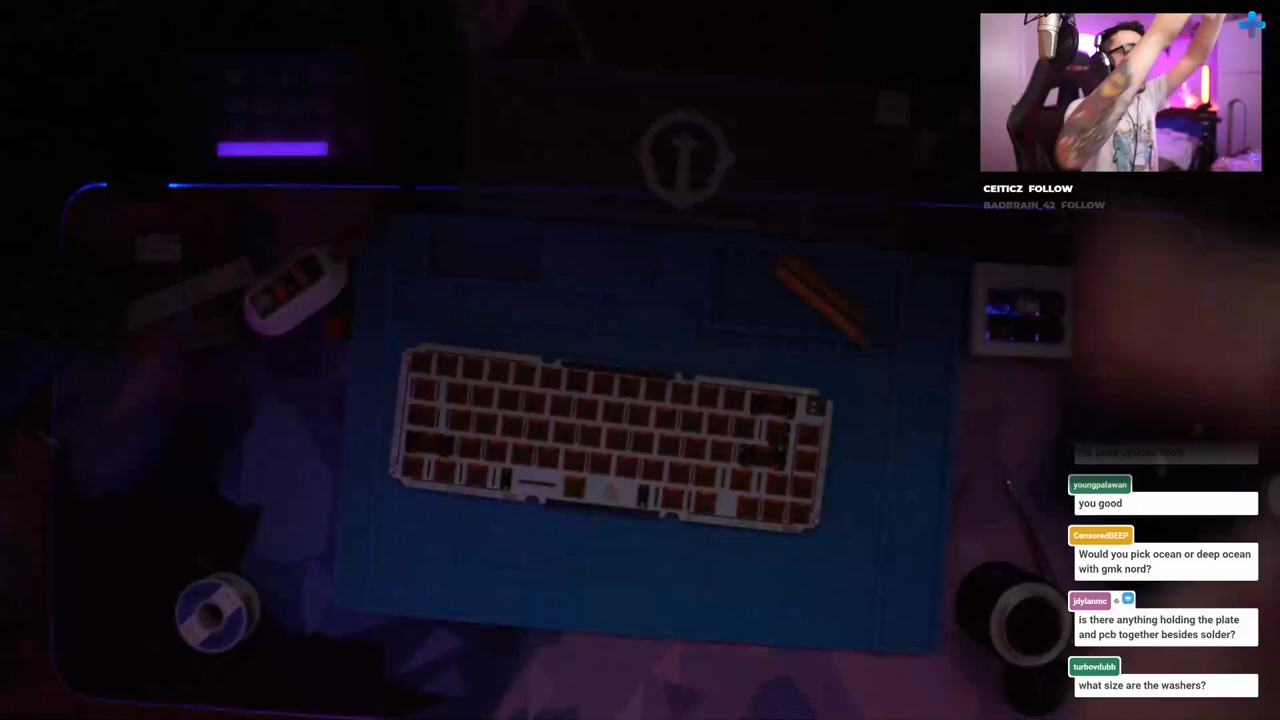 CEITICZ FOLLOW
BADBRAIN_42 FOLLOW
youngpalawan
you good
CensoredBEEP
Would you pick ocean or deep ocean
with gmk nord?
jdylanmc
is there anything holding the plate
and pcb together besides solder?
turbovdubb
what size are the washers?